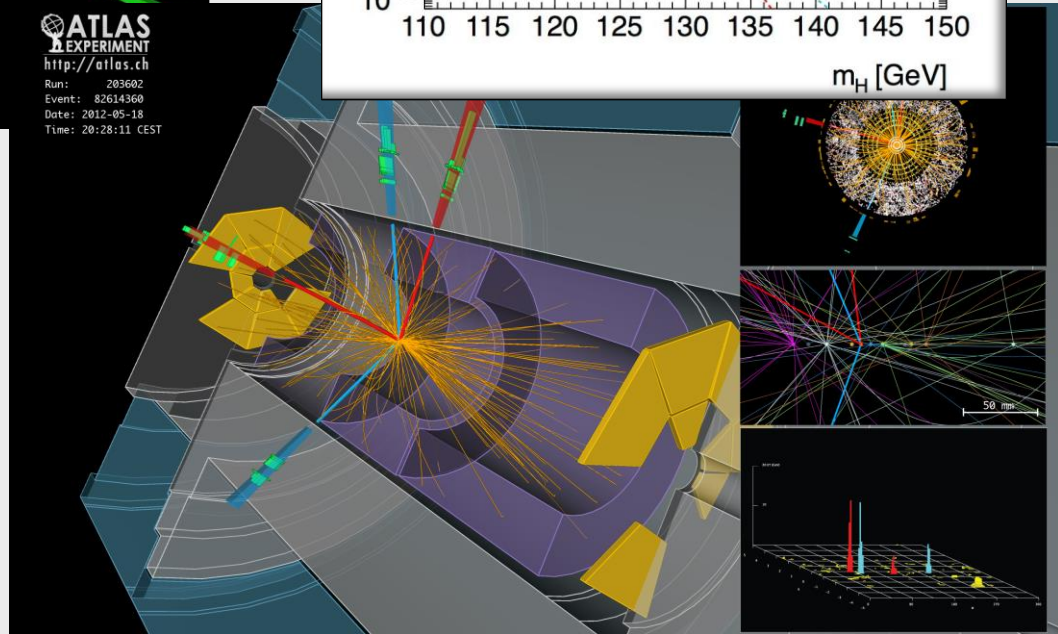 ATLAS
EXPERIMENT
http://atlas.ch
Run: 203602
Event: 82614360
Date: 2012-05-18
Time: 20:28:11 CEST
10
110 115 120 125 130 135 140 145 150
m_H [GeV]
50 mm